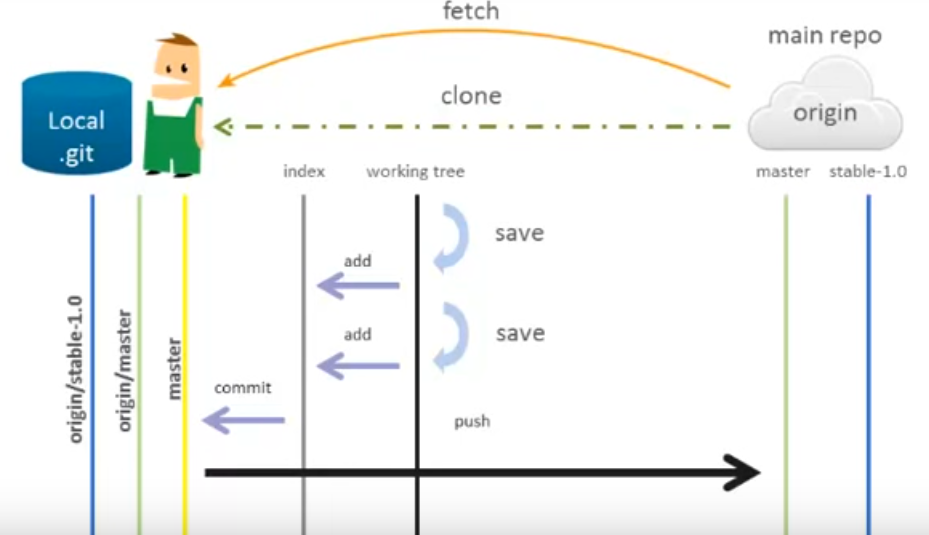 fetch
main repo
clone
origin
Local
.git
index
working tree
master
stable-1.0
save
add
save
add
commit
push
origin/stable-1.0
origin/master
master